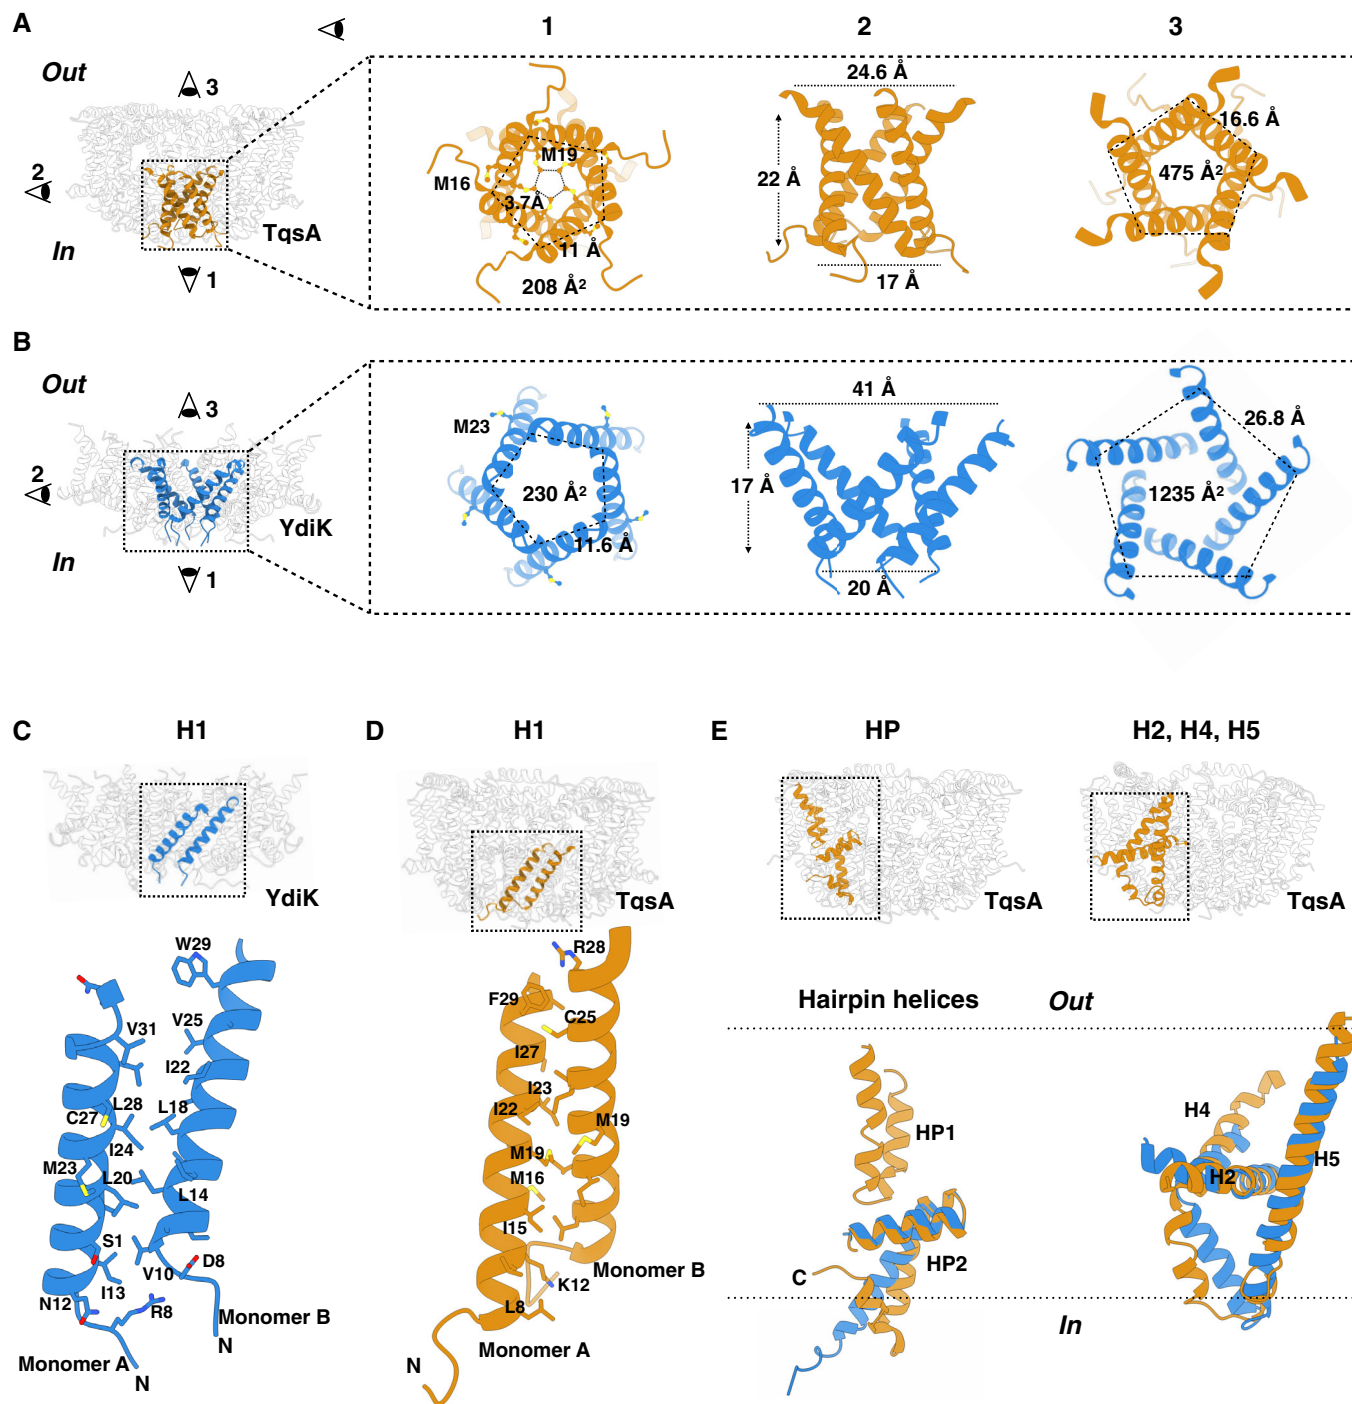 A
1
2
3
Out
3
2
In
TqsA
1
M19
M16
3.7Å
11 Å
208 Å²
24.6 Å
22 Å
17 Å
16.6 Å
475 Å²
B
Out
3
2
YdiK
In
1
M23
230 Å²
11.6 Å
41 Å
17 Å
20 Å
26.8 Å
1235 Å²
C
H1
YdiK
W29
V31
V25
I22
C27
L28
L18
I24
M23
L20
L14
S1
V10
D8
I13
N12
R8
Monomer B
N
Monomer A
N
D
H1
TqsA
R28
F29
C25
I27
I23
I22
M19
M19
M16
I15
Monomer B
K12
L8
Monomer A
N
E
HP
H2, H4, H5
TqsA
TqsA
Hairpin helices
Out
HP1
H4
H5
H2
HP2
C
In